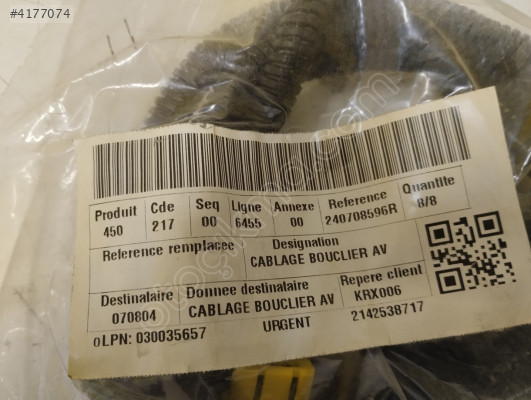 #4177074
Produit Cde Seq Ligne Annexe Reference Quantite
450 217 00 6455 00 240708596R 8/8
Reference remplacee Designation
CABLAGE BOUCLIER AV
Destinataire Donnee destinataire Repere client
070804 CABLAGE BOUCLIER AV KRX006
oLPN: 030035657 URGENT 2142538717